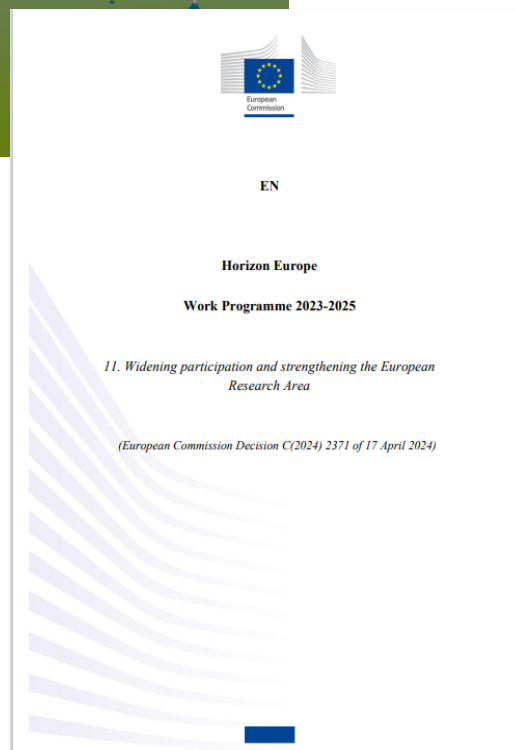 European
Commission
EN
Horizon Europe
Work Programme 2023-2025
11. Widening participation and strengthening the European
Research Area
(European Commission Decision C(2024) 2371 of 17 April 2024)